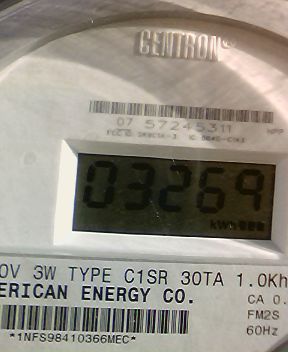 CENTRON®
07 57245311
03269
kWh
0V 3W TYPE C1SR 30TA 1.0Kh
ERICAN ENERGY CO.
CA 0.
FM2S
60Hz
*1NFS98410366MEC*